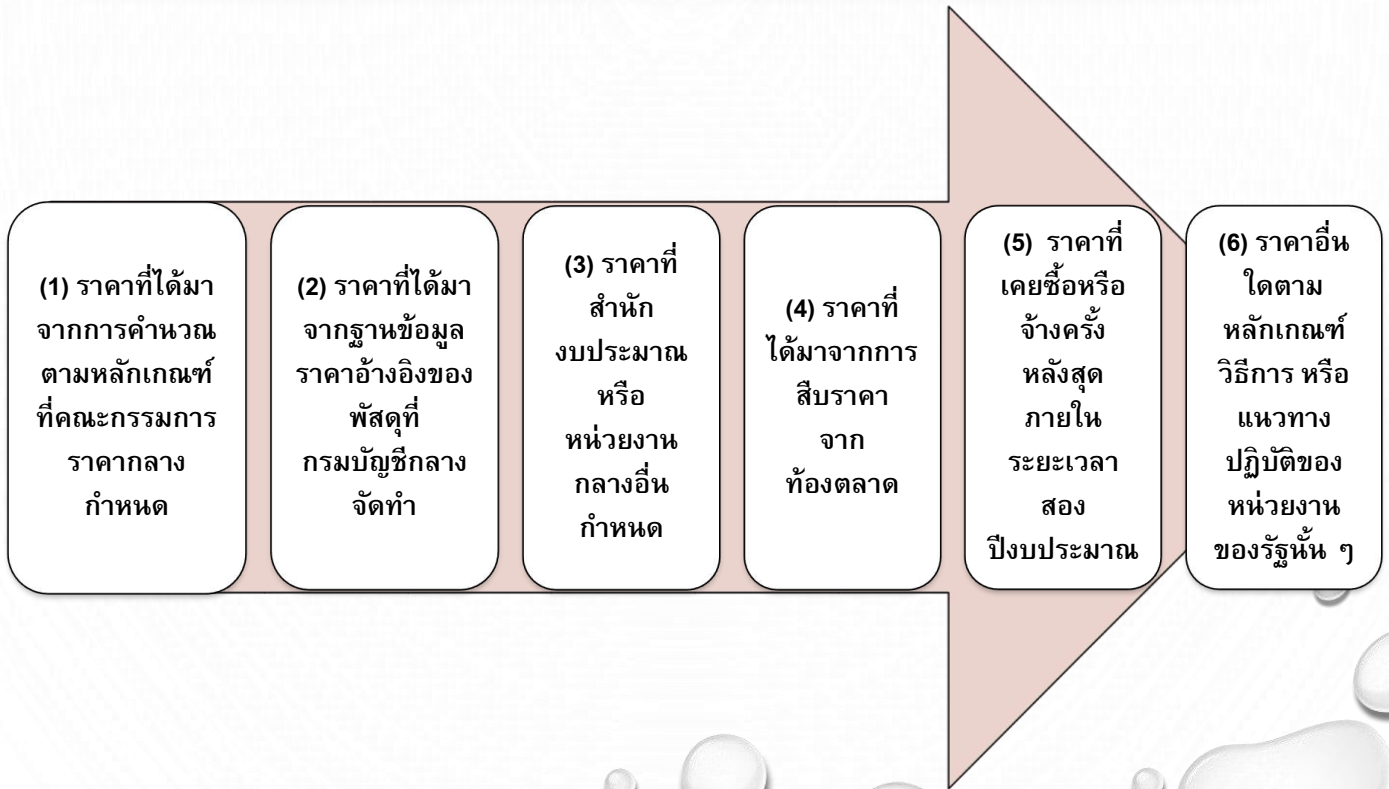 (1) ราคาที่ได้มา
จากการคำนวณ
ตามหลักเกณฑ์
ที่คณะกรรมการ
ราคากลาง
กำหนด
(2) ราคาที่ได้มา
จากฐานข้อมูล
ราคาอ้างอิงของ
พัสดุที่
กรมบัญชีกลาง
จัดทำ
(3) ราคาที่
สำนัก
งบประมาณ
หรือ
หน่วยงาน
กลางอื่น
กำหนด
(4) ราคาที่
ได้มาจากการ
สืบราคา
จาก
ท้องตลาด
(5) ราคาที่
เคยซื้อหรือ
จ้างครั้ง
หลังสุด
ภายใน
ระยะเวลา
สอง
ปีงบประมาณ
(6) ราคาอื่น
ใดตาม
หลักเกณฑ์
วิธีการ หรือ
แนวทาง
ปฏิบัติของ
หน่วยงาน
ของรัฐนั้น ๆ